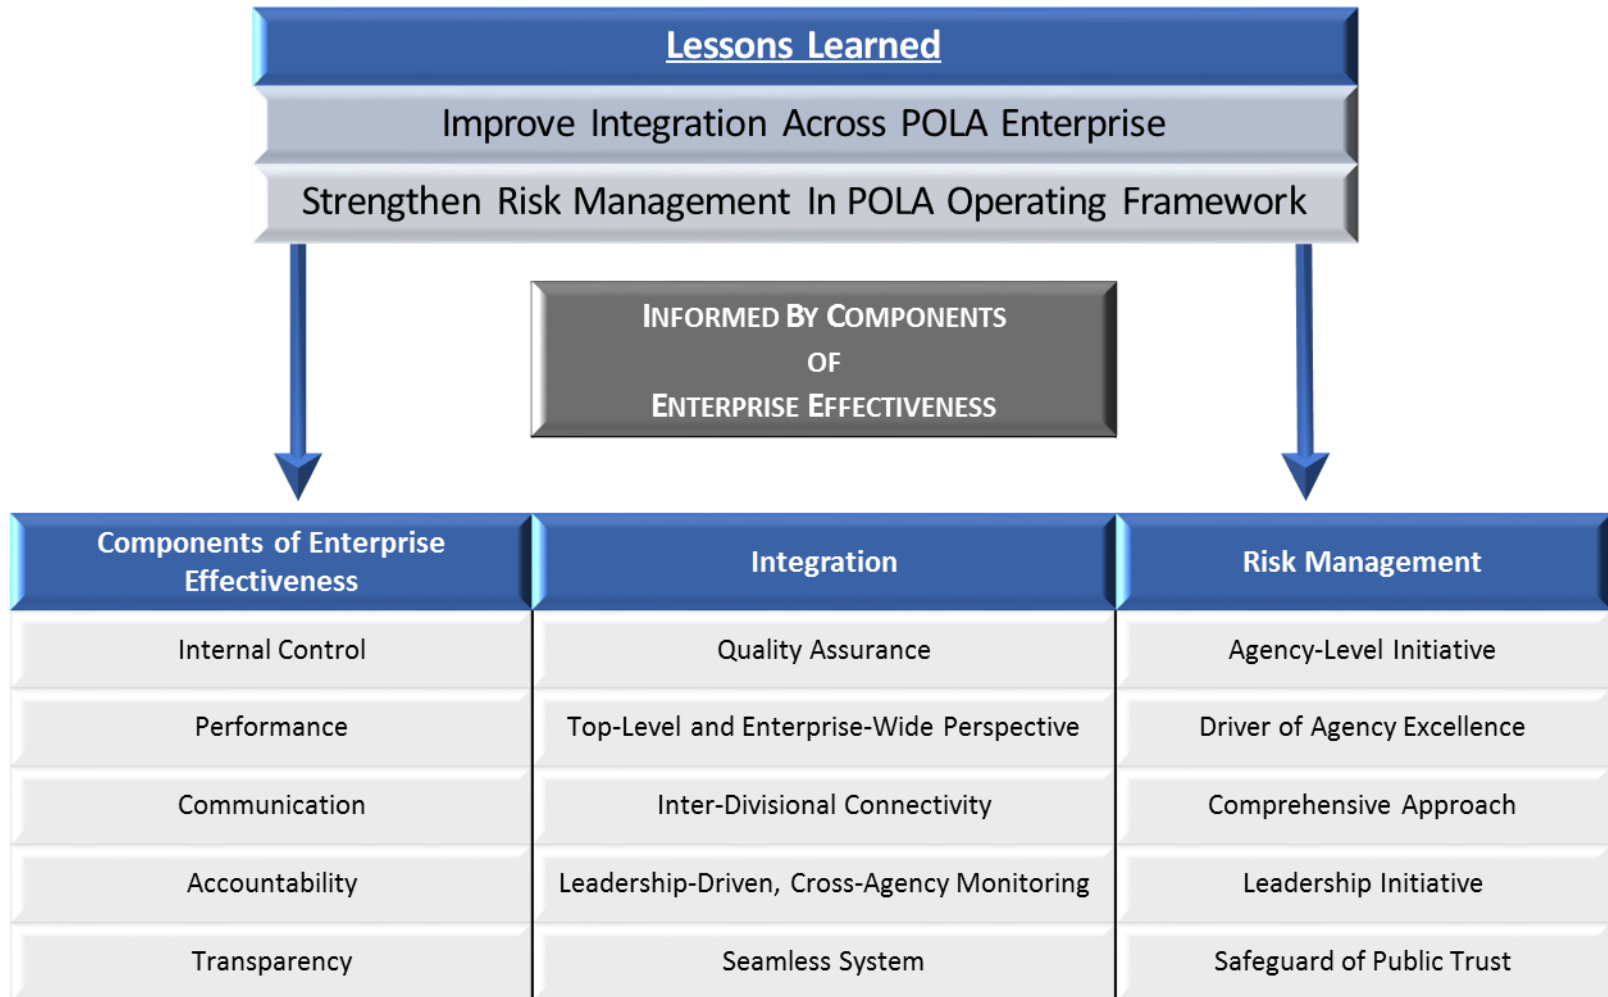 Lessons Learned
Improve Integration Across POLA Enterprise
Strengthen Risk Management In POLA Operating Framework
INFORMED BY COMPONENTS
OF
ENTERPRISE EFFECTIVENESS
Components of Enterprise
Effectiveness
Integration
Risk Management
Internal Control
Quality Assurance
Agency-Level Initiative
Performance
Top-Level and Enterprise-Wide Perspective
Driver of Agency Excellence
Communication
Inter-Divisional Connectivity
Comprehensive Approach
Accountability
Leadership-Driven, Cross-Agency Monitoring
Leadership Initiative
Transparency
Seamless System
Safeguard of Public Trust